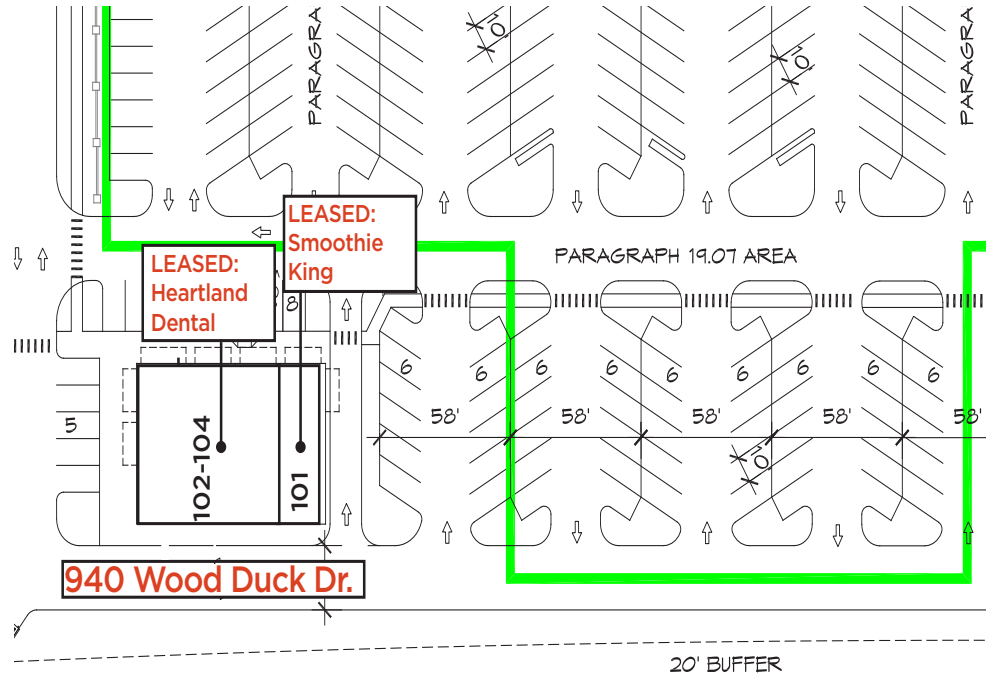 PARAGRA
PARAGRA
10'
10'
LEASED:
Smoothie
King
PARAGRAPH 19.07 AREA
LEASED:
Heartland
Dental
8
6
6
6
6
6
6
6
6
5
58'
58'
58'
58'
58'
102-104
101
10'
940 Wood Duck Dr.
20' BUFFER